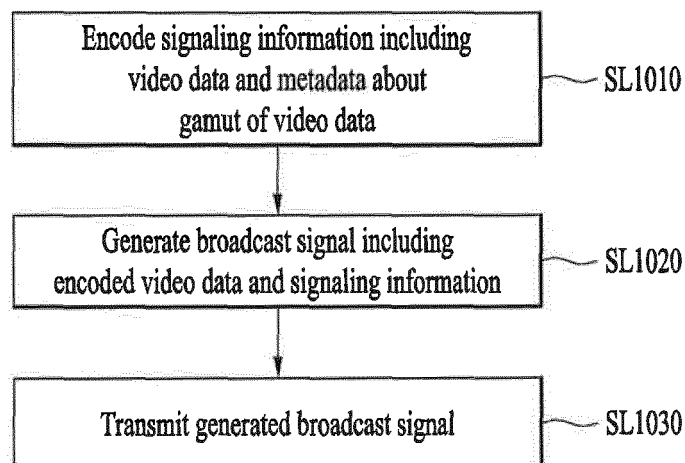 Encode signaling information including
video data and metadata about
gamut of video data
SL1010
Generate broadcast signal including
encoded video data and signaling information
SL1020
Transmit generated broadcast signal
SL1030